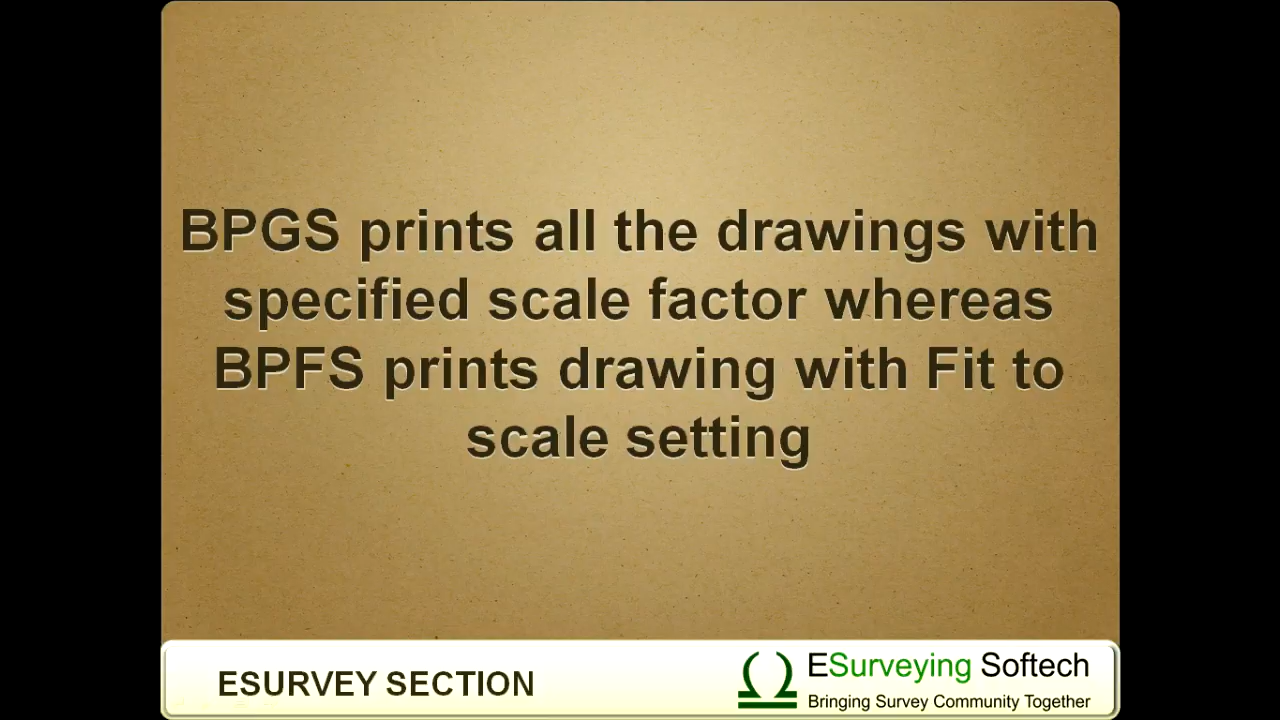 BPGS prints all the drawings with
specified scale factor whereas
BPFS prints drawing with Fit to
scale setting
ESURVEY SECTION
ESurveying Softech
Bringing Survey Community Together